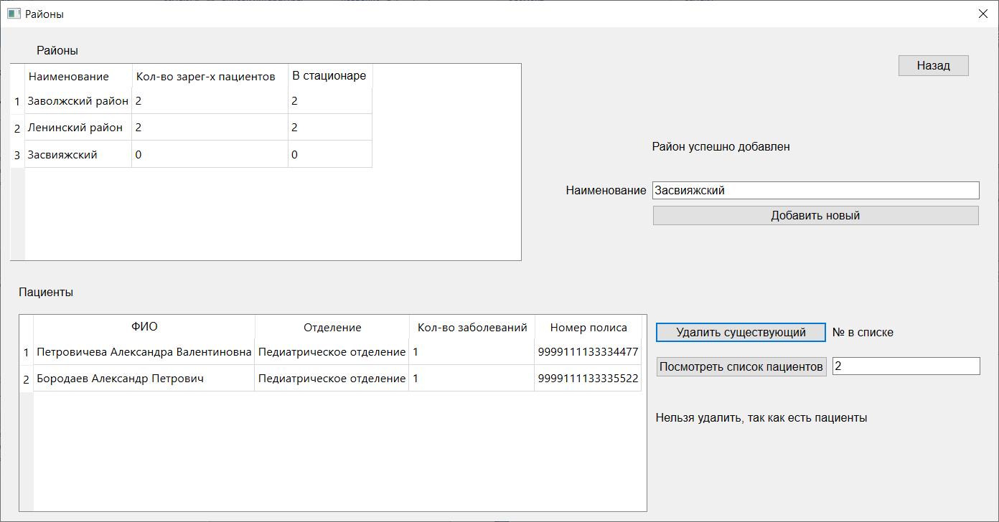 Районы
Районы
Назад
Наименование Кол-во зарег-х пациентов В стационаре
1 Заволжский район 2 2
2 Ленинский район 2 2
3 Засвияжский 0 0
Район успешно добавлен
Наименование Засвияжский
Добавить новый
Пациенты
ФИО Отделение Кол-во заболеваний Номер полиса
1 Петровичева Александра Валентиновна Педиатрическое отделение 1 9999111133334477
2 Бородаев Александр Петрович Педиатрическое отделение 1 9999111133335522
Удалить существующий № в списке
Посмотреть список пациентов 2
Нельзя удалить, так как есть пациенты